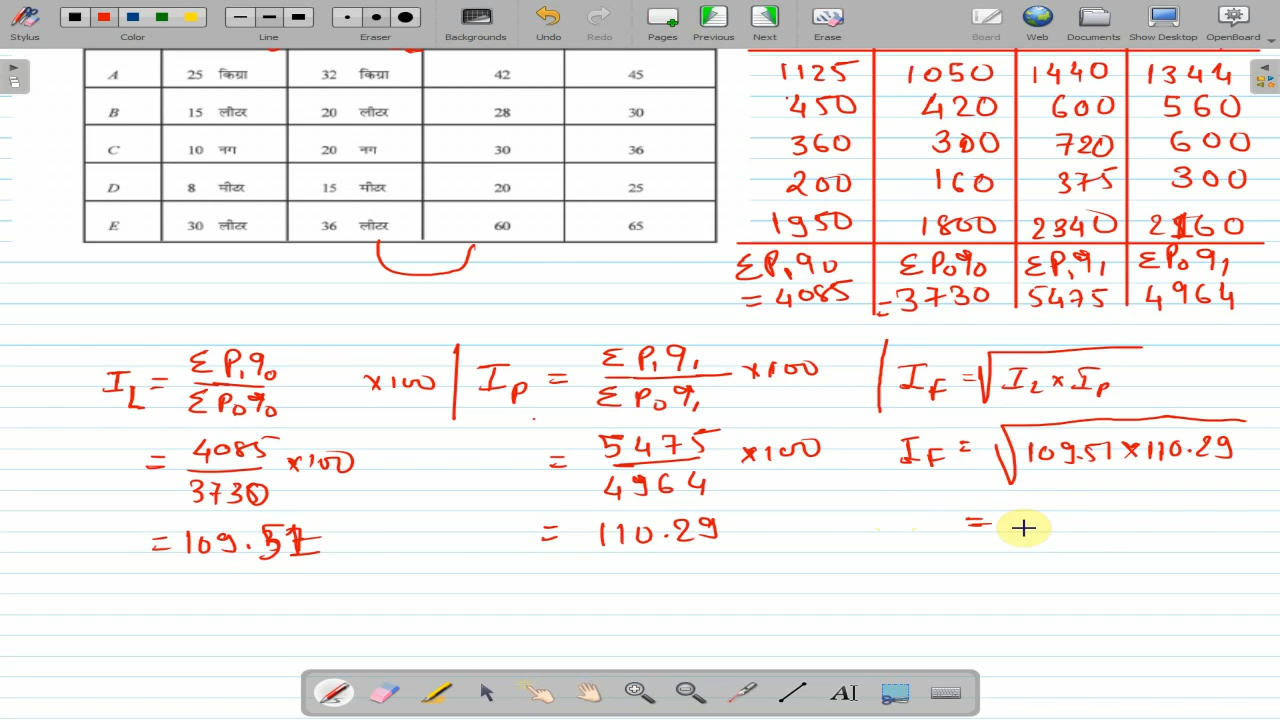 Stylus Color Line Eraser Backgrounds Undo Redo Pages Previous Next Erase Board Web Documents Show Desktop OpenBoard
A 25 किग्रा 32 किग्रा 42 45
B 15 लीटर 20 लीटर 28 30
C 10 नग 20 नग 30 36
D 8 मीटर 15 मीटर 20 25
E 30 लीटर 36 लीटर 60 65
1125 1050 1440 1344
450 420 600 560
360 300 720 600
200 160 375 300
1950 1800 2340 2160
ΣP₁q₀ ΣP₀q₀ ΣP₁q₁ ΣP₀q₁
= 4085 = 3730 5475 4964
I_L = ΣP₁q₀ / ΣP₀q₀ ×100
= 4085 / 3730 ×100
= 109.51
I_P = ΣP₁q₁ / ΣP₀q₁ ×100
= 5475 / 4964 ×100
= 110.29
I_F = √(I_L × I_P)
I_F = √(109.51 × 110.29)
=